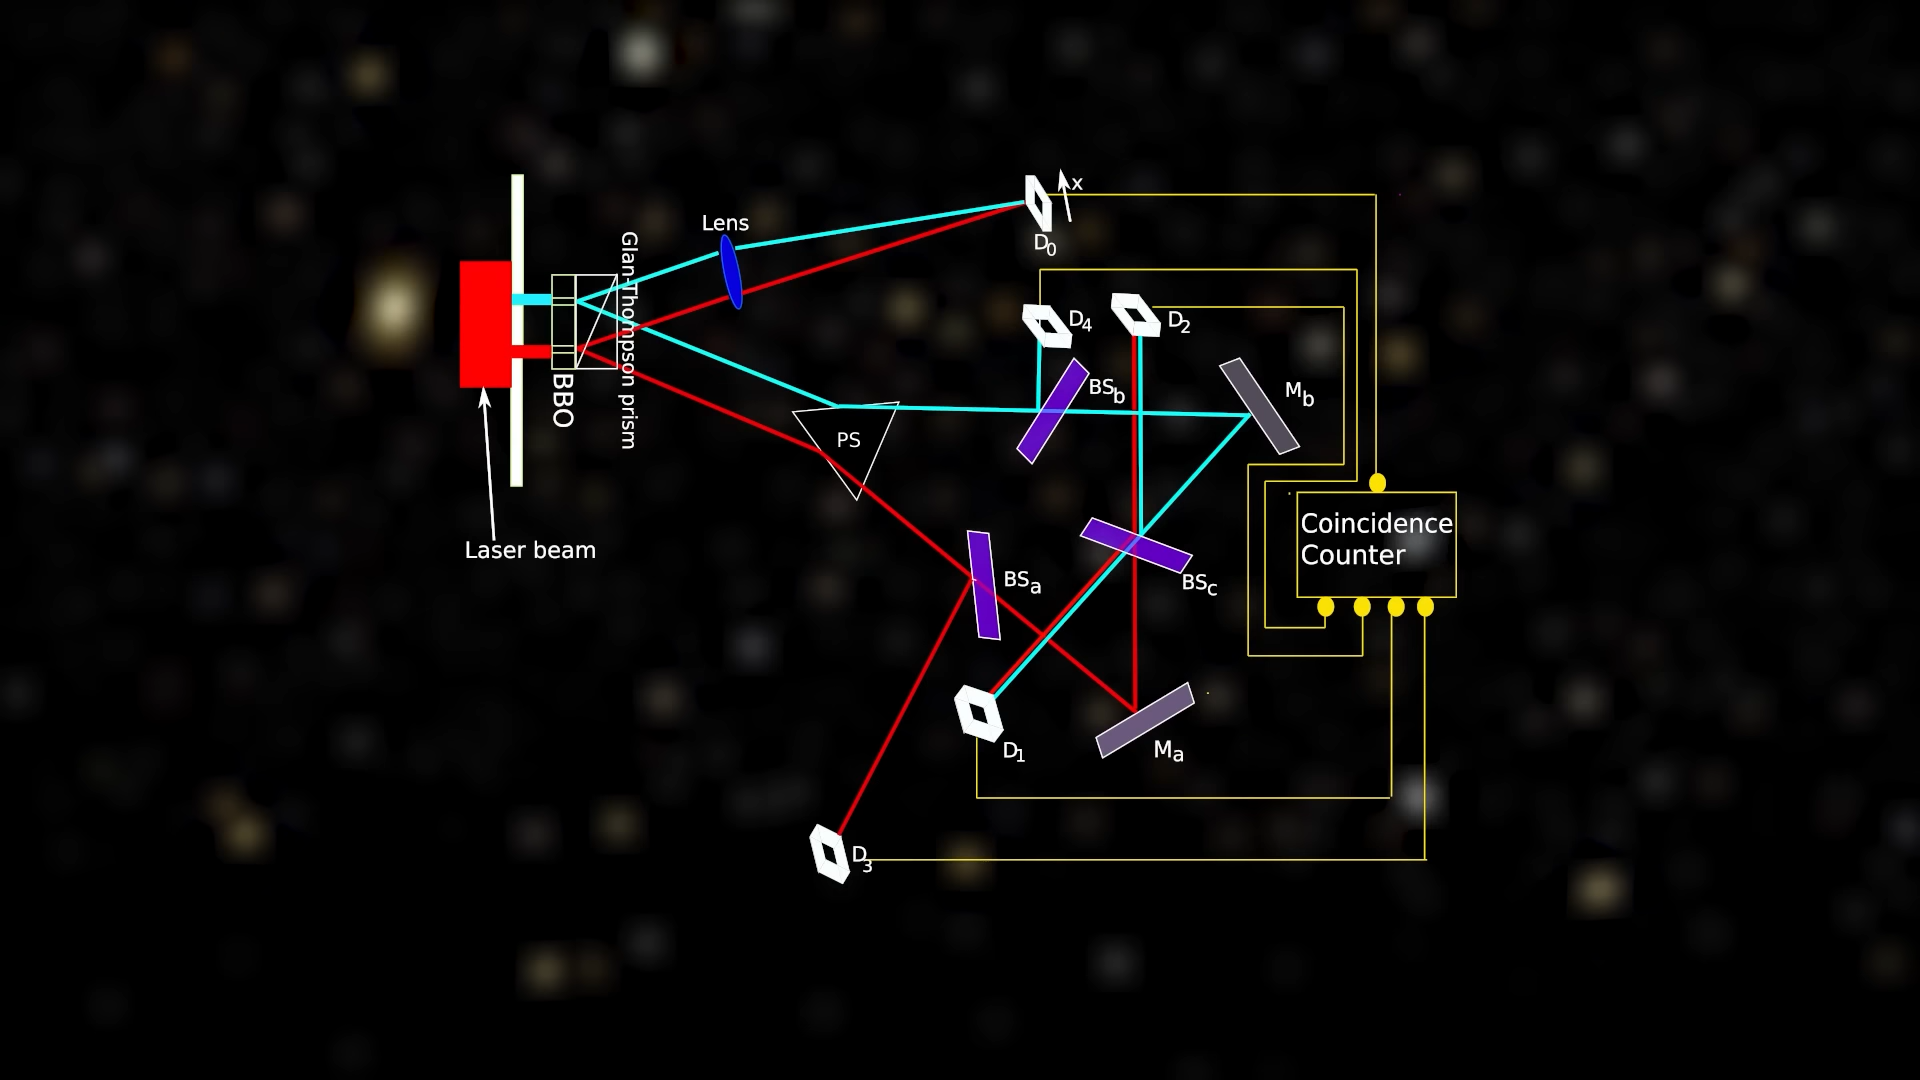 x
Lens
D0
Glan Thompson prism
D4
D2
BSb
Mb
BBO
PS
Coincidence
Counter
Laser beam
BSa
BSc
D1
Ma
D3